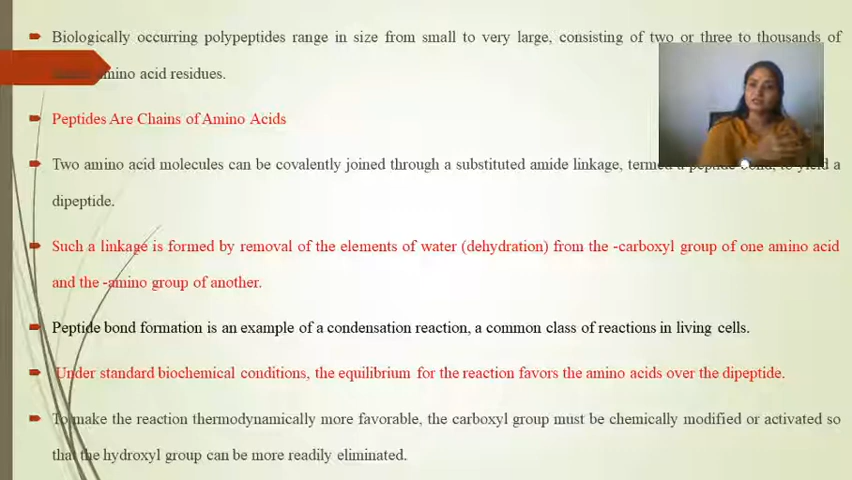 Biologically occurring polypeptides range in size from small to very large, consisting of two or three to thousands of
amino acid residues.
Peptides Are Chains of Amino Acids
Two amino acid molecules can be covalently joined through a substituted amide linkage, termed a peptide bond, to yield a
dipeptide.
Such a linkage is formed by removal of the elements of water (dehydration) from the -carboxyl group of one amino acid
and the -amino group of another.
Peptide bond formation is an example of a condensation reaction, a common class of reactions in living cells.
Under standard biochemical conditions, the equilibrium for the reaction favors the amino acids over the dipeptide.
To make the reaction thermodynamically more favorable, the carboxyl group must be chemically modified or activated so
that the hydroxyl group can be more readily eliminated.